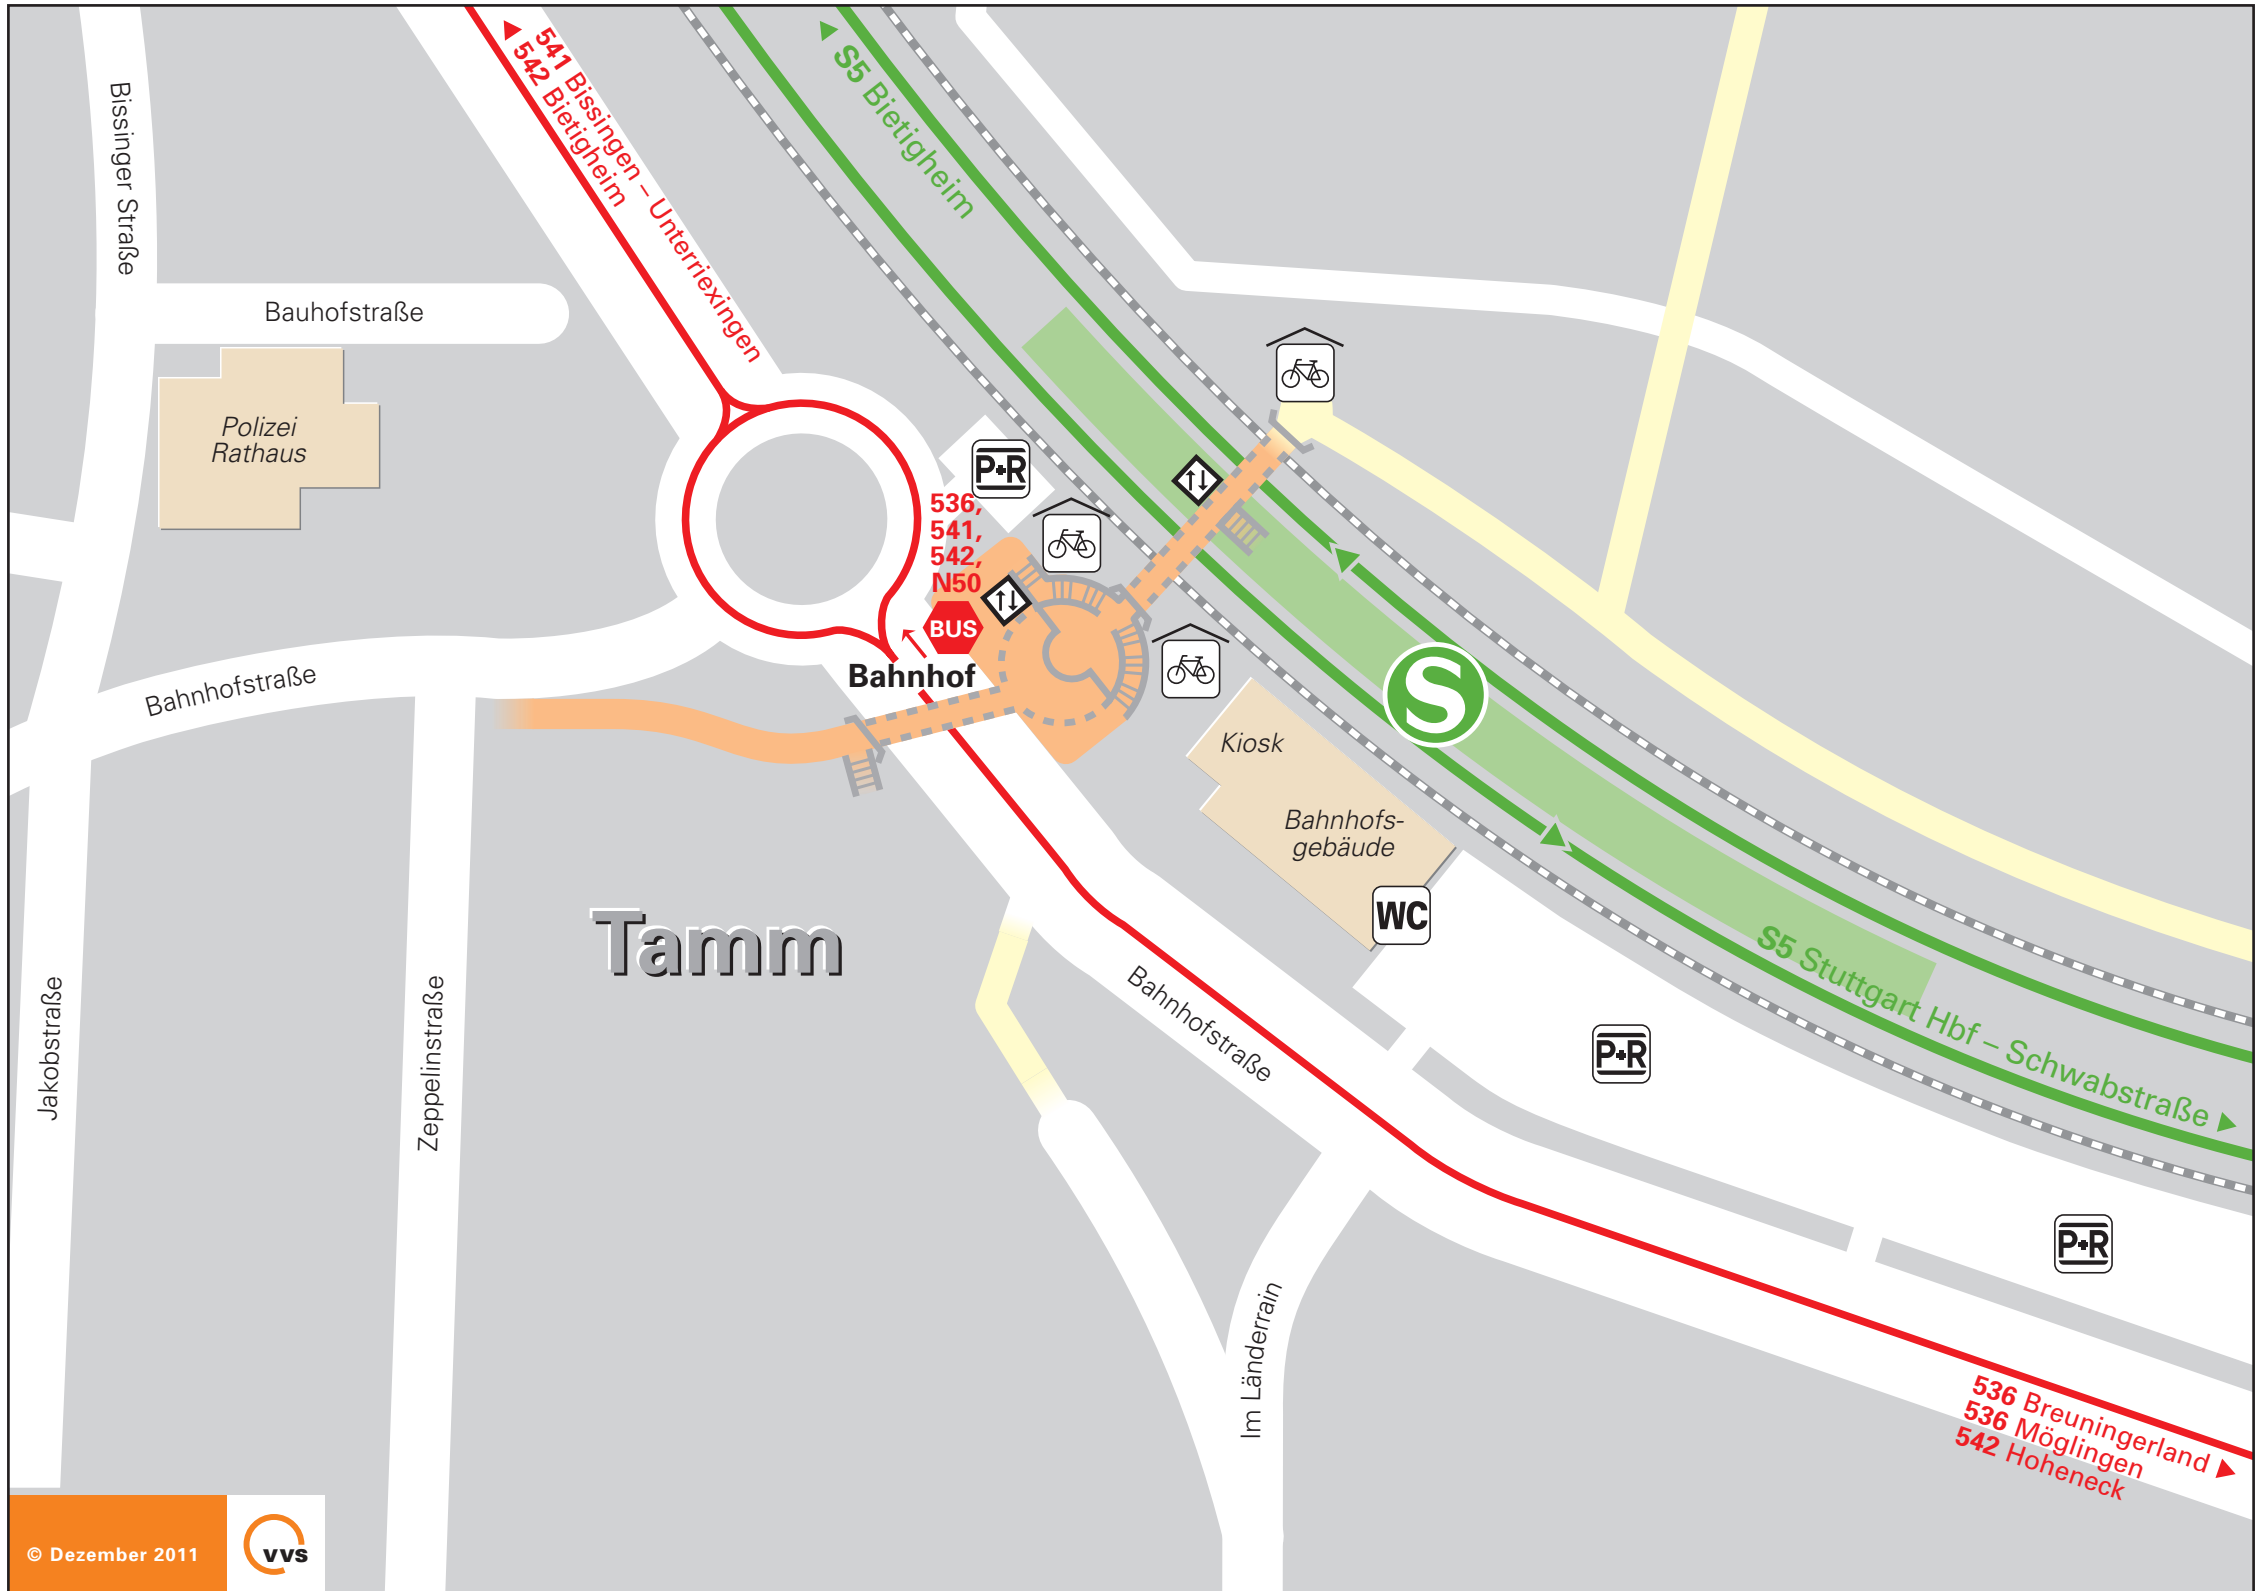 541 Bissingen – Unterriexingen
542 Bietigheim
S5 Bietigheim
Bissinger Straße
Bauhofstraße
Polizei
Rathaus
P+R
536,
541,
542,
N50
BUS
Bahnhof
Bahnhofstraße
S
Kiosk
Bahnhofs-
gebäude
WC
Tamm
S5 Stuttgart Hbf – Schwabstraße
Bahnhofstraße
Jakobstraße
Zeppelinstraße
P+R
P+R
Im Länderrain
536 Breuningerland
536 Möglingen
542 Hoheneck
© Dezember 2011
vvs